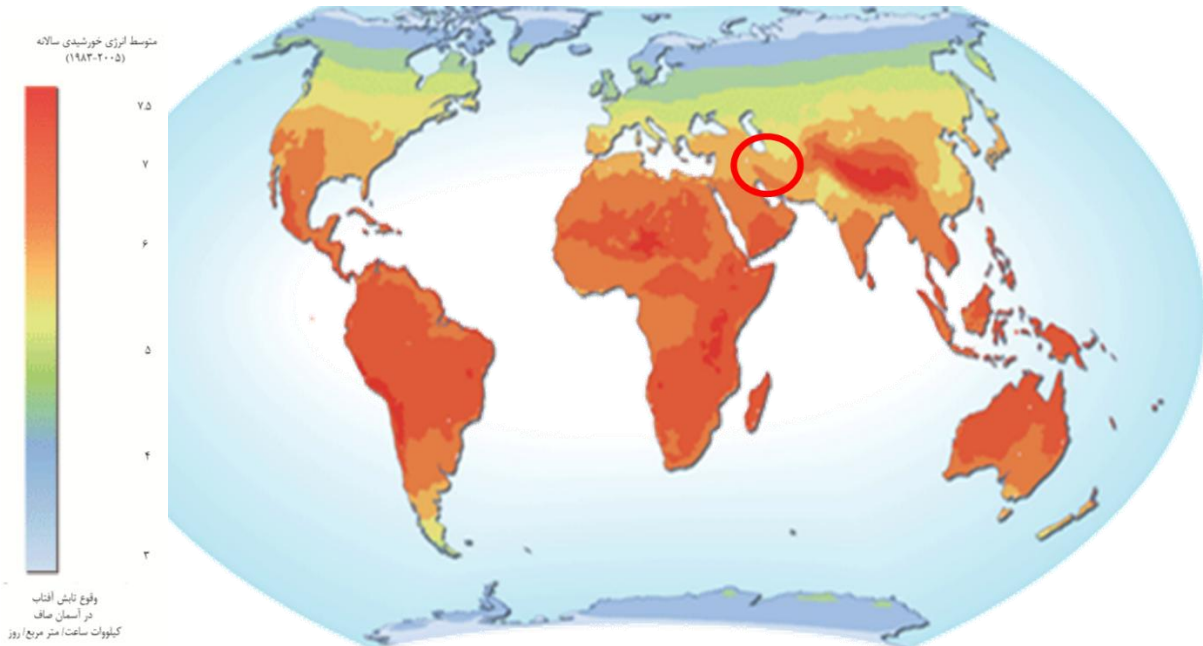 متوسط انرژی خورشیدی سالانه
(۱۹۸۳-۲۰۰۵)
۷.۵
۷
۶
۵
۴
۳
وقوع تابش آفتاب
در آسمان صاف
کیلووات ساعت/ متر مربع/ روز